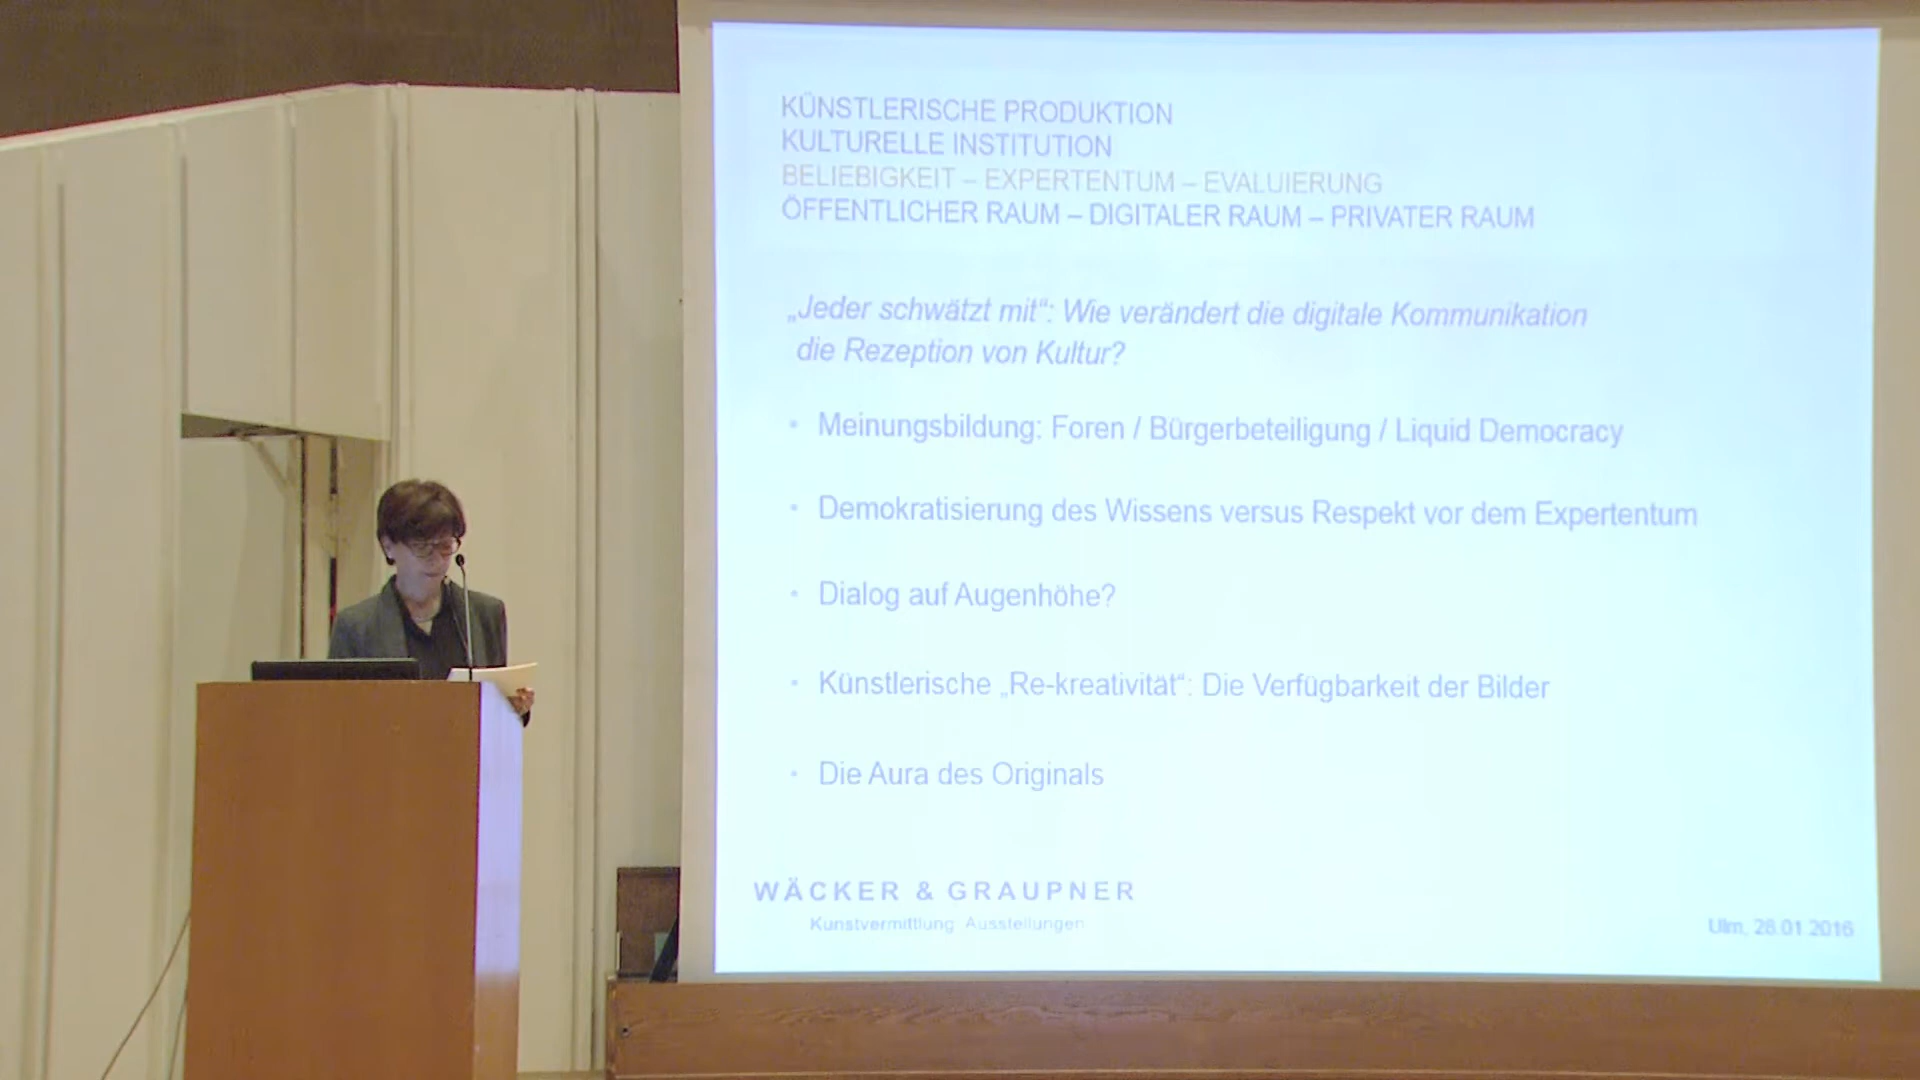 KÜNSTLERISCHE PRODUKTION
KULTURELLE INSTITUTION
BELIEBIGKEIT – EXPERTENTUM – EVALUIERUNG
ÖFFENTLICHER RAUM – DIGITALER RAUM – PRIVATER RAUM
„Jeder schwätzt mit“: Wie verändert die digitale Kommunikation
die Rezeption von Kultur?
• Meinungsbildung: Foren / Bürgerbeteiligung / Liquid Democracy
• Demokratisierung des Wissens versus Respekt vor dem Expertentum
• Dialog auf Augenhöhe?
• Künstlerische „Re-kreativität“: Die Verfügbarkeit der Bilder
• Die Aura des Originals
WÄCKER & GRAUPNER
Kunstvermittlung Ausstellungen
Ulm, 28.01.2016